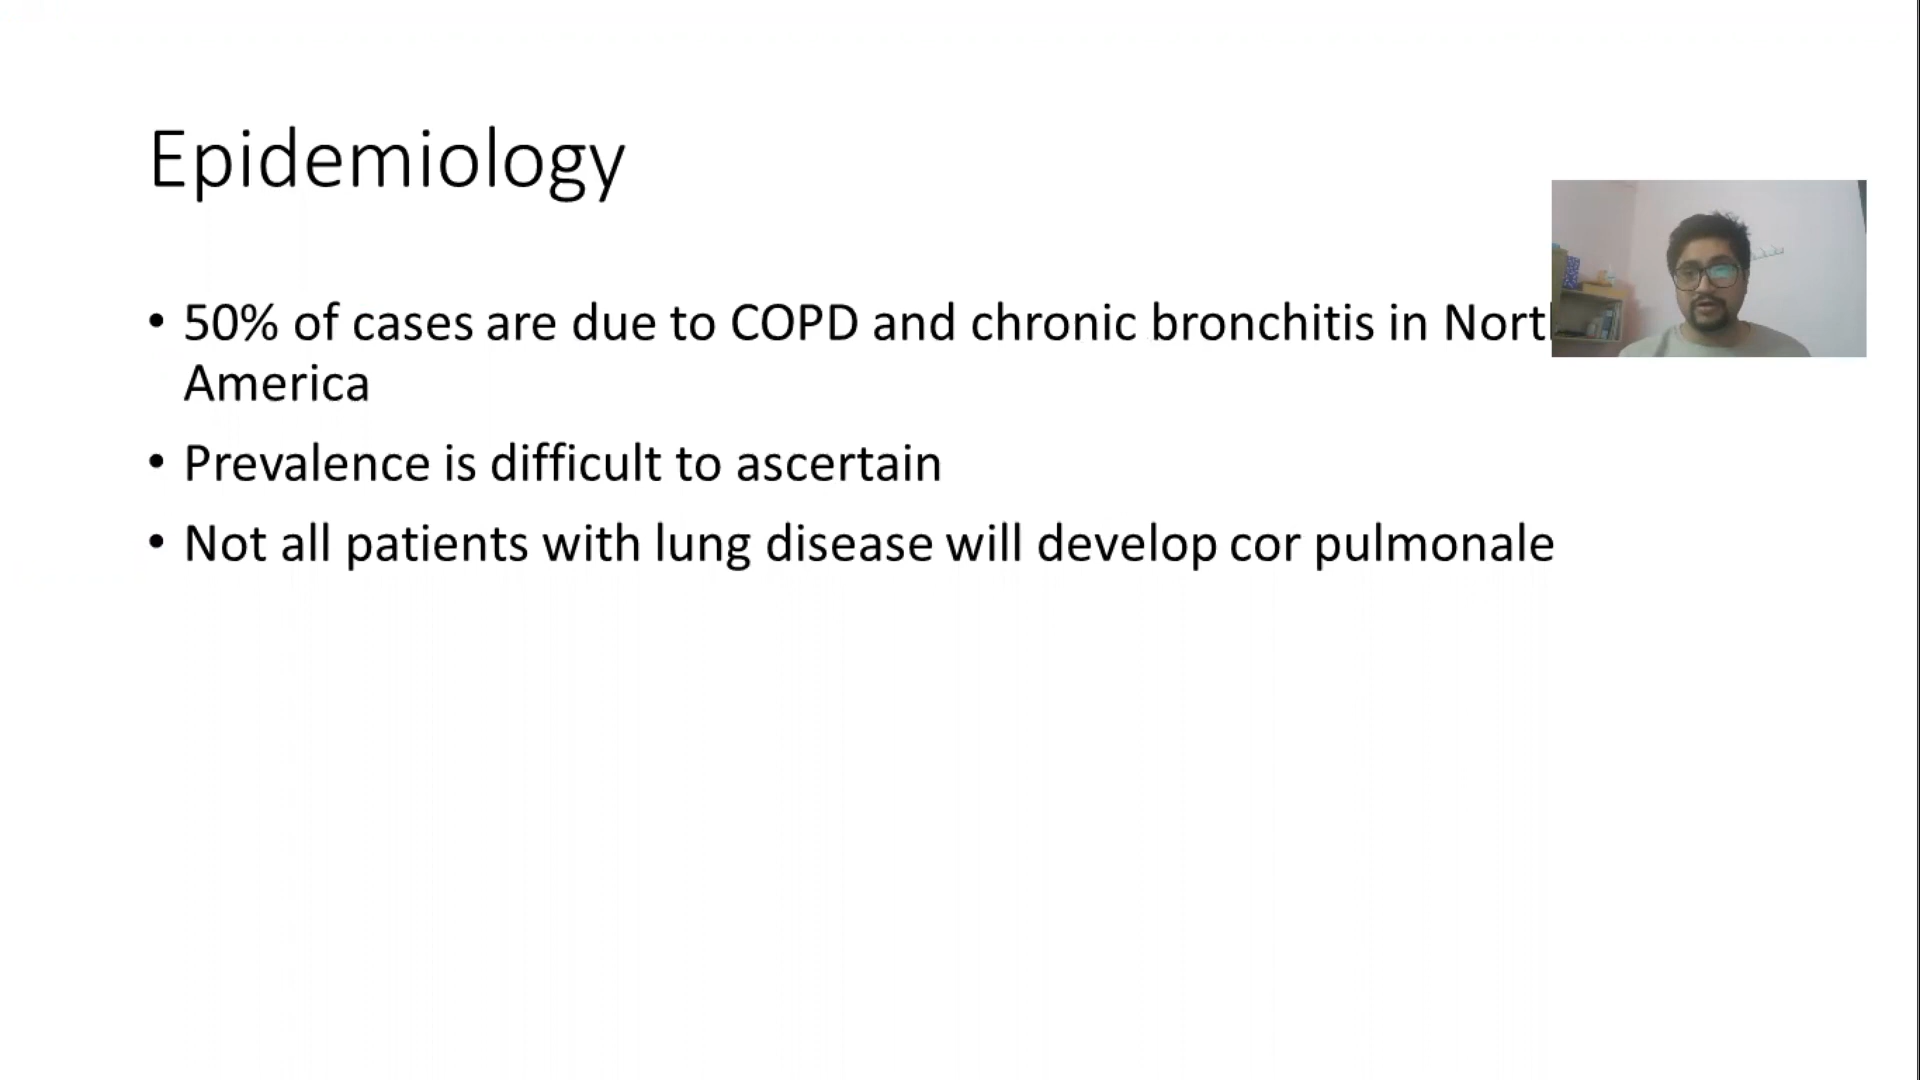 Epidemiology
• 50% of cases are due to COPD and chronic bronchitis in
America
• Prevalence is difficult to ascertain
• Not all patients with lung disease will develop cor pulmonale